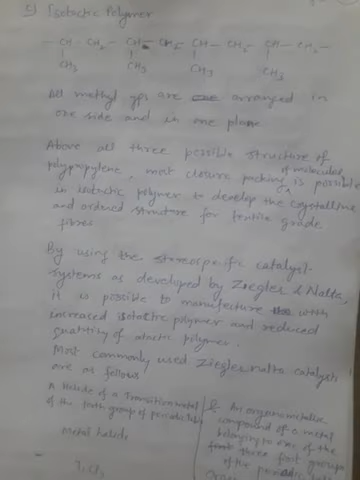 5) Isotactic Polymer
- CH - CH2 - CH - CH2 - CH - CH2 - CH - CH2 -
CH3 CH3 CH3 CH3
All methyl gps are arranged in
one side and in one plane
Above all three possible structure of
polypropylene, most closure packing of molecules is possible
in isotactic polymer to develop the crystalline
and ordered structure for textile grade
fibres
By using the stereospecific catalyst
systems as developed by Ziegler & Natta,
it is possible to manufacture with
increased isotactic polymer and reduced
quantity of atactic polymer.
Most commonly used Ziegler natta catalysts
are as follows
A Halide of a Transition metal
of the forth group of periodic table
Metal halide
TiCl3
An organometallic
compound of a metal
belonging to one of the
three first groups
of the periodic table